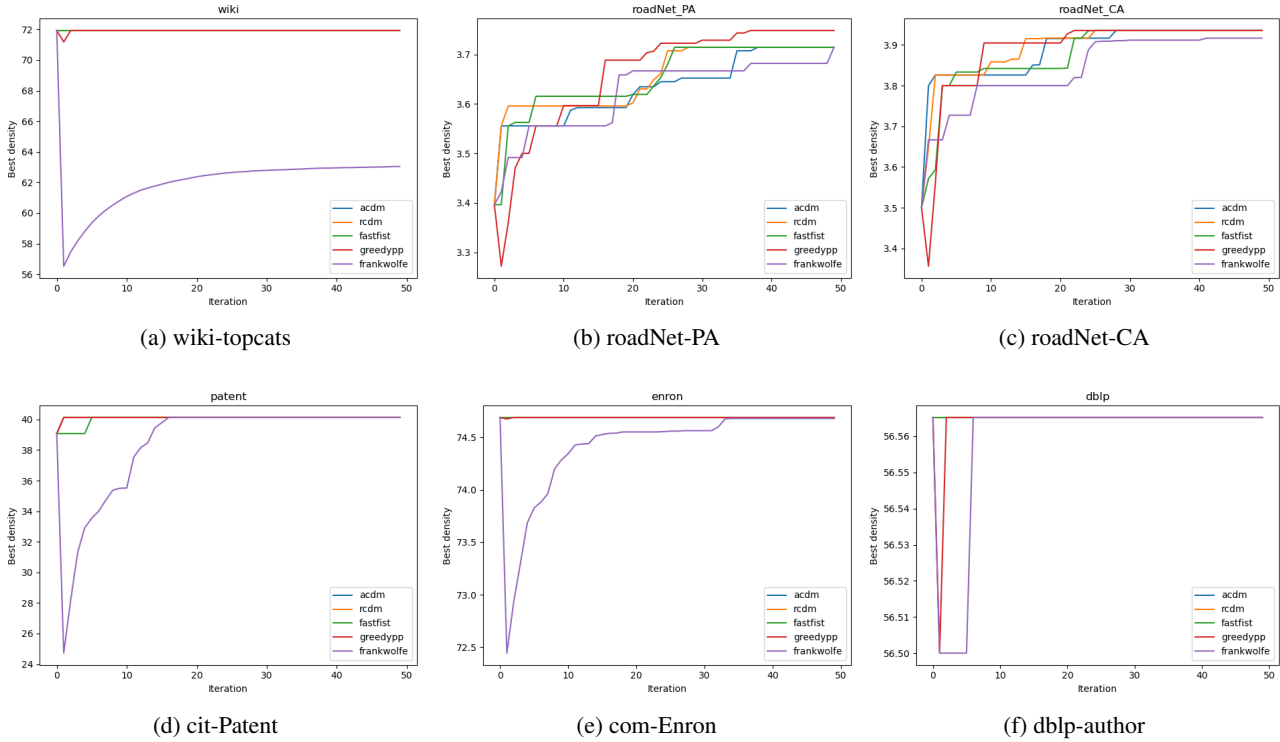 wiki
72
70
68
66
64
62
60
58
56
Best density
0
10
20
30
40
50
Iteration
acdm
rcdm
fastfist
greedypp
frankwolfe
(a) wiki-topcats
roadNet_PA
3.7
3.6
3.5
3.4
3.3
Best density
0
10
20
30
40
50
Iteration
acdm
rcdm
fastfist
greedypp
frankwolfe
(b) roadNet-PA
roadNet_CA
3.9
3.8
3.7
3.6
3.5
3.4
Best density
0
10
20
30
40
50
Iteration
acdm
rcdm
fastfist
greedypp
frankwolfe
(c) roadNet-CA
patent
40
38
36
34
32
30
28
26
24
Best density
0
10
20
30
40
50
Iteration
acdm
rcdm
fastfist
greedypp
frankwolfe
(d) cit-Patent
enron
74.5
74.0
73.5
73.0
72.5
Best density
0
10
20
30
40
50
Iteration
acdm
rcdm
fastfist
greedypp
frankwolfe
(e) com-Enron
dblp
56.56
56.55
56.54
56.53
56.52
56.51
56.50
Best density
0
10
20
30
40
50
Iteration
acdm
rcdm
fastfist
greedypp
frankwolfe
(f) dblp-author